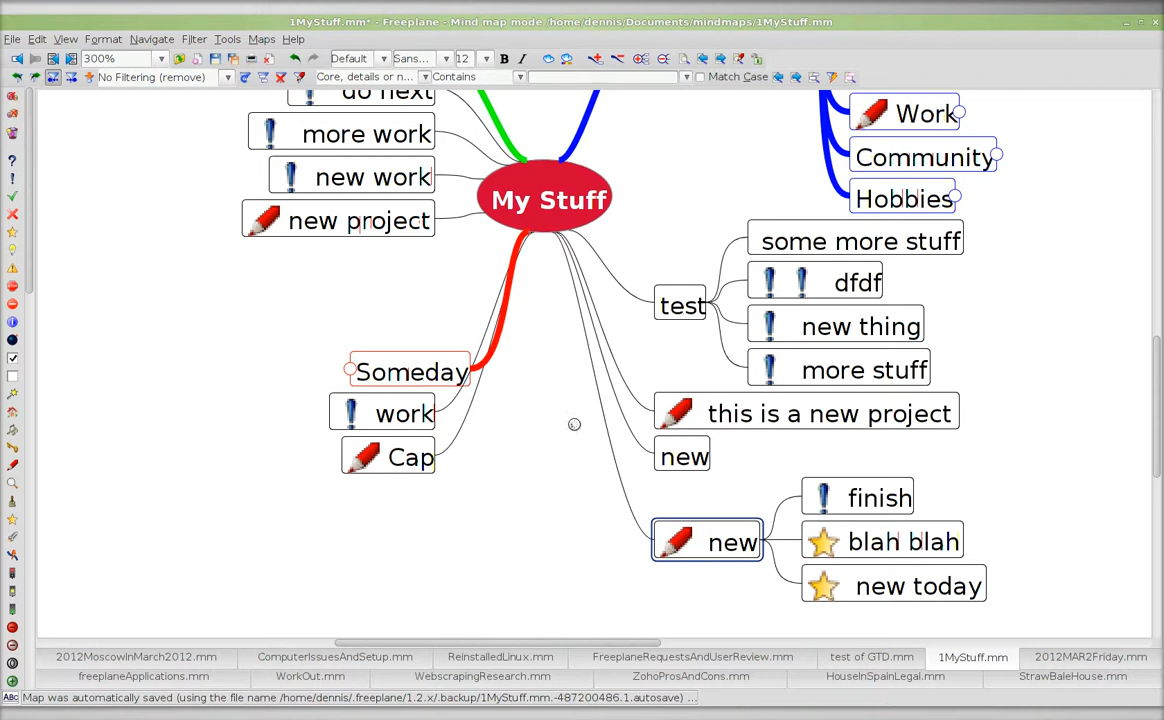 1MyStuff.mm* - Freeplane - Mind map mode /home/dennis/Documents/mindmaps/1MyStuff.mm
File Edit View Format Navigate Filter Tools Maps Help
300% Default Sans... 12 B I
No Filtering (remove) Core, details or n... Contains Match Case
do next
more work
new work
new project
My Stuff
Work
Community
Hobbies
Someday
work
Cap
test
some more stuff
dfdf
new thing
more stuff
this is a new project
new
new
finish
blah blah
new today
2012MoscowInMarch2012.mm ComputerIssuesAndSetup.mm ReinstalledLinux.mm FreeplaneRequestsAndUserReview.mm test of GTD.mm 1MyStuff.mm 2012MAR2Friday.mm
freeplaneApplications.mm WorkOut.mm WebscrapingResearch.mm ZohoProsAndCons.mm HouseInSpainLegal.mm StrawBaleHouse.mm
ABC Map was automatically saved (using the file name /home/dennis/.freeplane/1.2.x/.backup/1MyStuff.mm.-487200486.1.autosave) ...